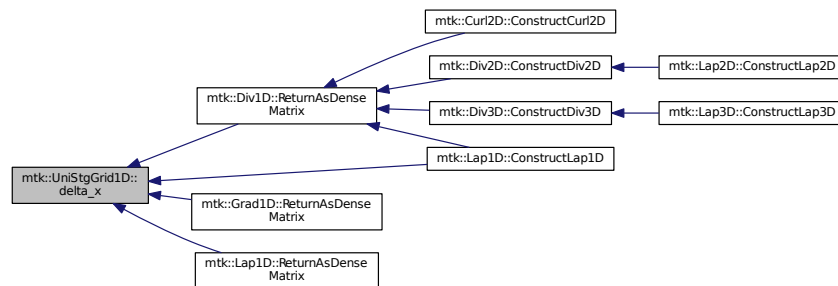 mtk::Curl2D::ConstructCurl2D
mtk::Div2D::ConstructDiv2D
mtk::Lap2D::ConstructLap2D
mtk::Div1D::ReturnAsDense
Matrix
mtk::Div3D::ConstructDiv3D
mtk::Lap3D::ConstructLap3D
mtk::Lap1D::ConstructLap1D
mtk::UniStgGrid1D::
delta_x
mtk::Grad1D::ReturnAsDense
Matrix
mtk::Lap1D::ReturnAsDense
Matrix